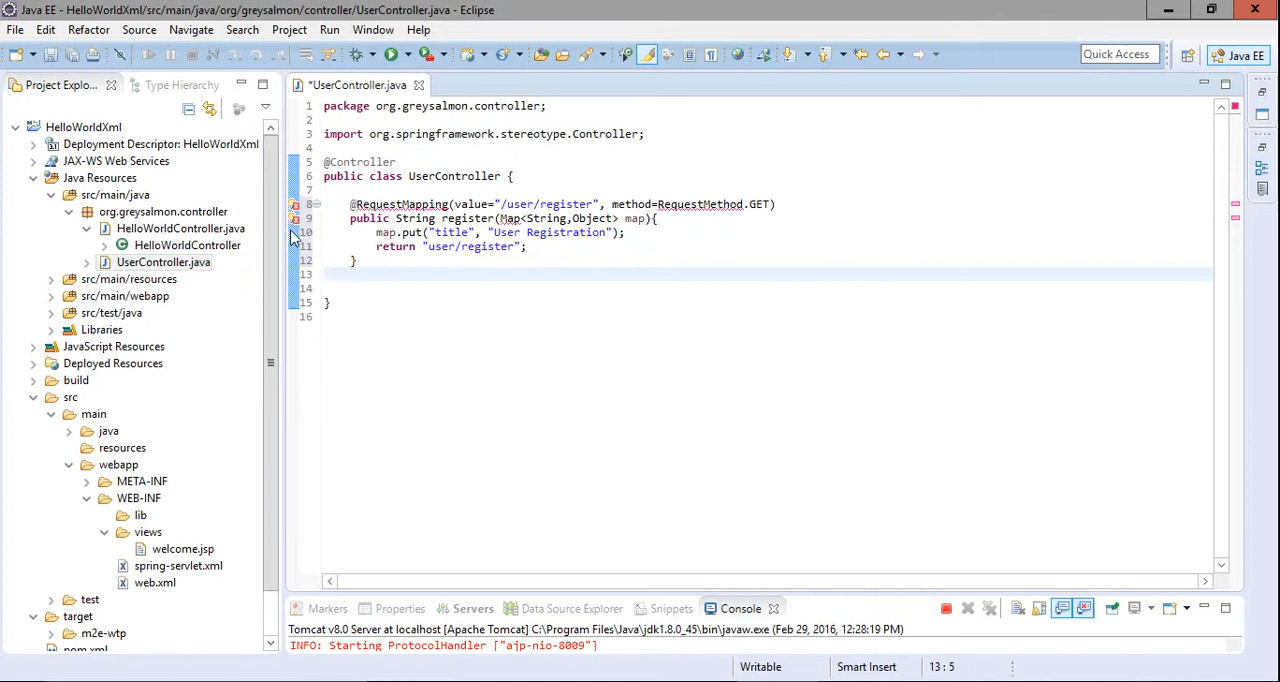 Java EE - HelloWorldXml/src/main/java/org/greysalmon/controller/UserController.java - Eclipse
File Edit Refactor Source Navigate Search Project Run Window Help
Quick Access Java EE
Project Explo... Type Hierarchy
*UserController.java
HelloWorldXml
Deployment Descriptor: HelloWorldXml
JAX-WS Web Services
Java Resources
src/main/java
org.greysalmon.controller
HelloWorldController.java
HelloWorldController
UserController.java
src/main/resources
src/main/webapp
src/test/java
Libraries
JavaScript Resources
Deployed Resources
build
src
main
java
resources
webapp
META-INF
WEB-INF
lib
views
welcome.jsp
spring-servlet.xml
web.xml
test
target
m2e-wtp
pom.xml
1 package org.greysalmon.controller;
2
3 import org.springframework.stereotype.Controller;
4
5 @Controller
6 public class UserController {
7
8 @RequestMapping(value="/user/register", method=RequestMethod.GET)
9 public String register(Map<String,Object> map){
10 map.put("title", "User Registration");
11 return "user/register";
12 }
13
14
15 }
16
Markers Properties Servers Data Source Explorer Snippets Console
Tomcat v8.0 Server at localhost [Apache Tomcat] C:\Program Files\Java\jdk1.8.0_45\bin\javaw.exe (Feb 29, 2016, 12:28:19 PM)
INFO: Starting ProtocolHandler ["ajp-nio-8009"]
Writable Smart Insert 13 : 5